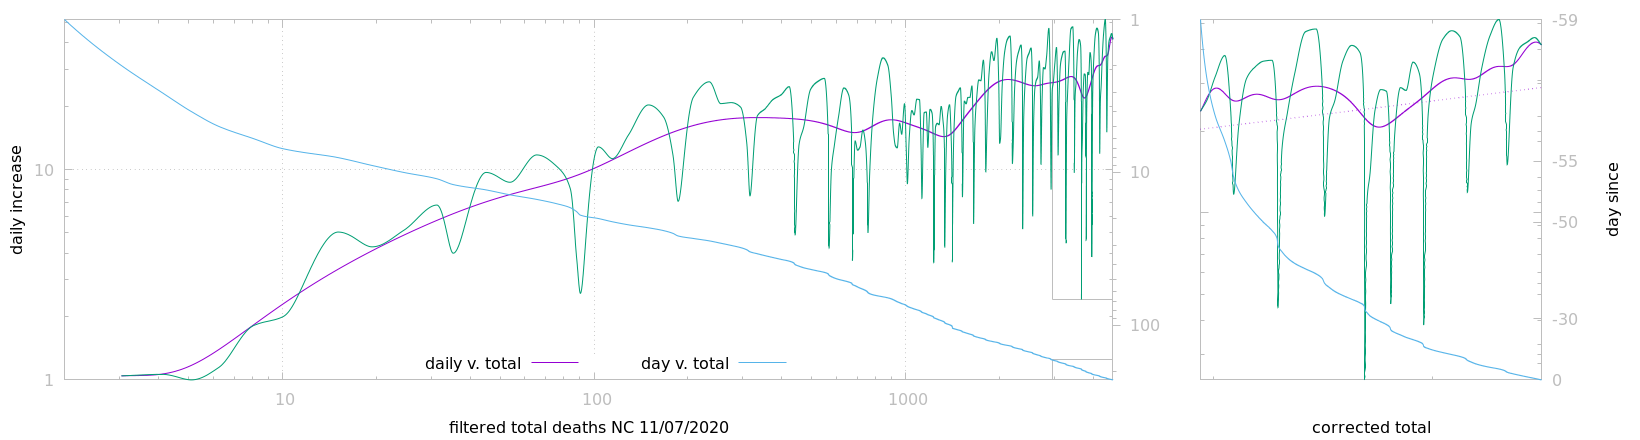 daily increase
10
1
daily v. total
day v. total
10
100
1000
filtered total deaths NC 11/07/2020
1
10
100
-59
-55
-50
-30
0
day since
corrected total